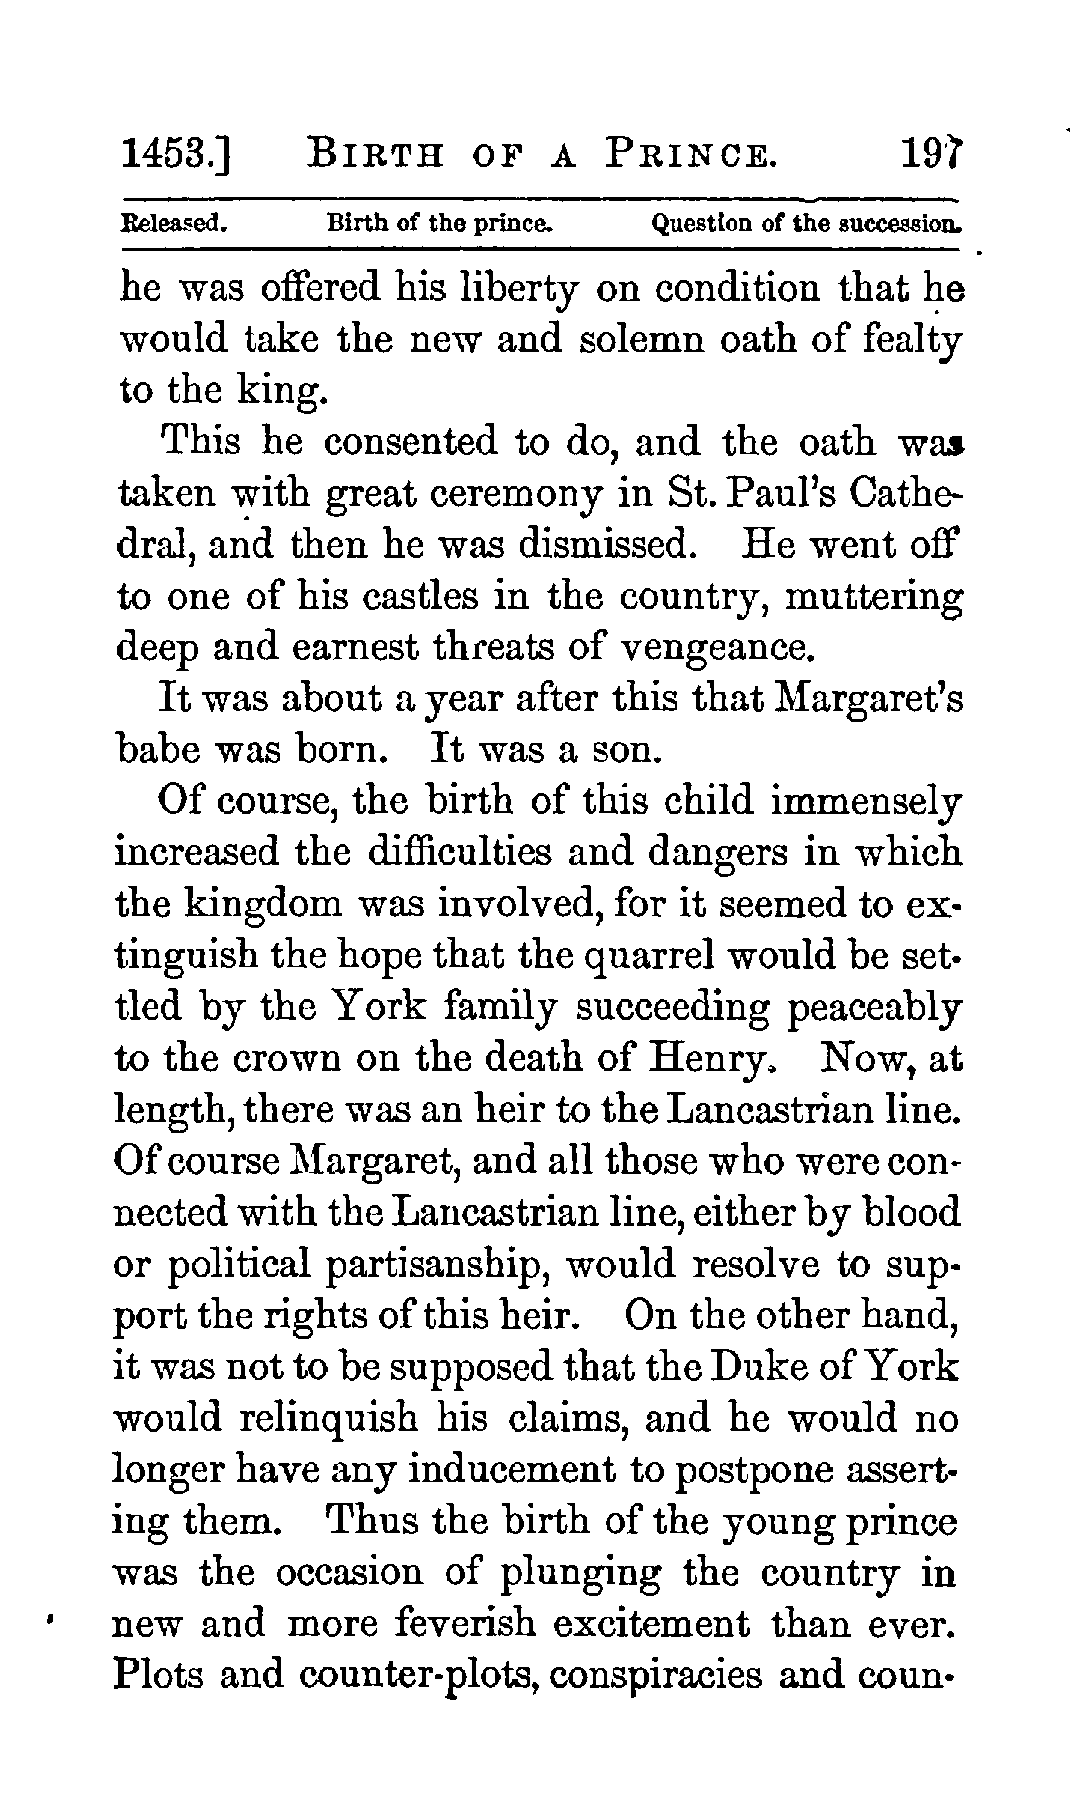 1453.] BIRTH OF A PRINCE. 197
Released. Birth of the prince. Question of the succession.
he was offered his liberty on condition that he
would take the new and solemn oath of fealty
to the king.
This he consented to do, and the oath was
taken with great ceremony in St. Paul's Cathe-
dral, and then he was dismissed. He went off
to one of his castles in the country, muttering
deep and earnest threats of vengeance.
It was about a year after this that Margaret's
babe was born. It was a son.
Of course, the birth of this child immensely
increased the difficulties and dangers in which
the kingdom was involved, for it seemed to ex-
tinguish the hope that the quarrel would be set-
tled by the York family succeeding peaceably
to the crown on the death of Henry. Now, at
length, there was an heir to the Lancastrian line.
Of course Margaret, and all those who were con-
nected with the Lancastrian line, either by blood
or political partisanship, would resolve to sup-
port the rights of this heir. On the other hand,
it was not to be supposed that the Duke of York
would relinquish his claims, and he would no
longer have any inducement to postpone assert-
ing them. Thus the birth of the young prince
was the occasion of plunging the country in
new and more feverish excitement than ever.
Plots and counter-plots, conspiracies and coun-